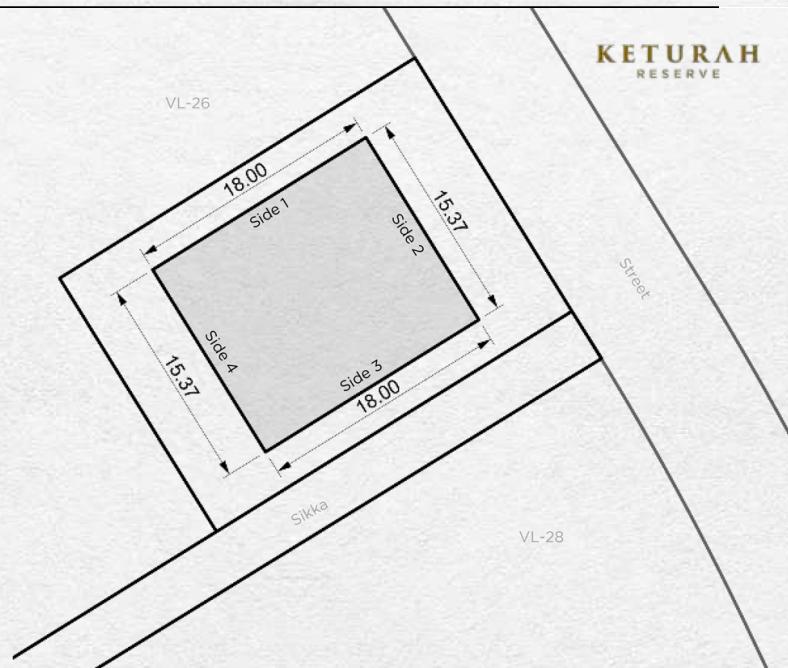 KETURAH
RESERVE
VL-26
18.00
Side 1
15.37
Side 2
Street
Side 4
15.37
Side 3
18.00
Sikka
VL-28